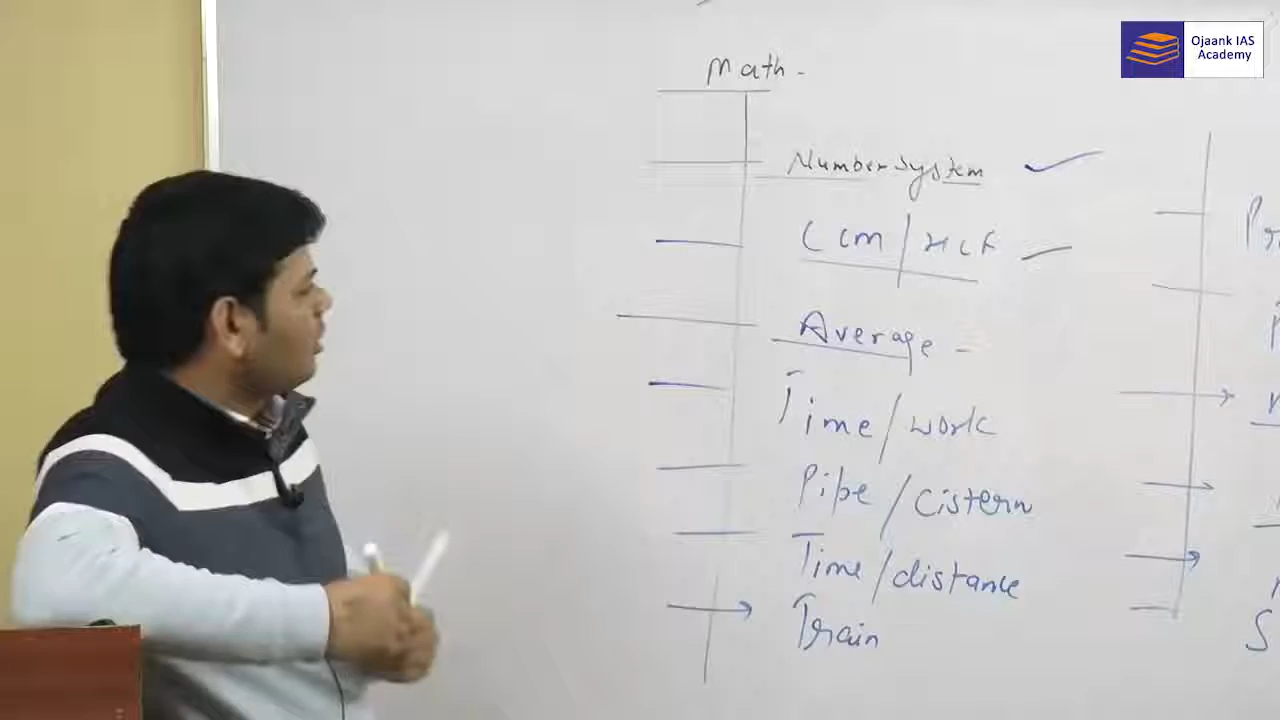 Ojaank IAS
Academy
Math -
Number System
LCM/HCF
Average -
Time/work
Pipe/Cistern
Time/distance
Train